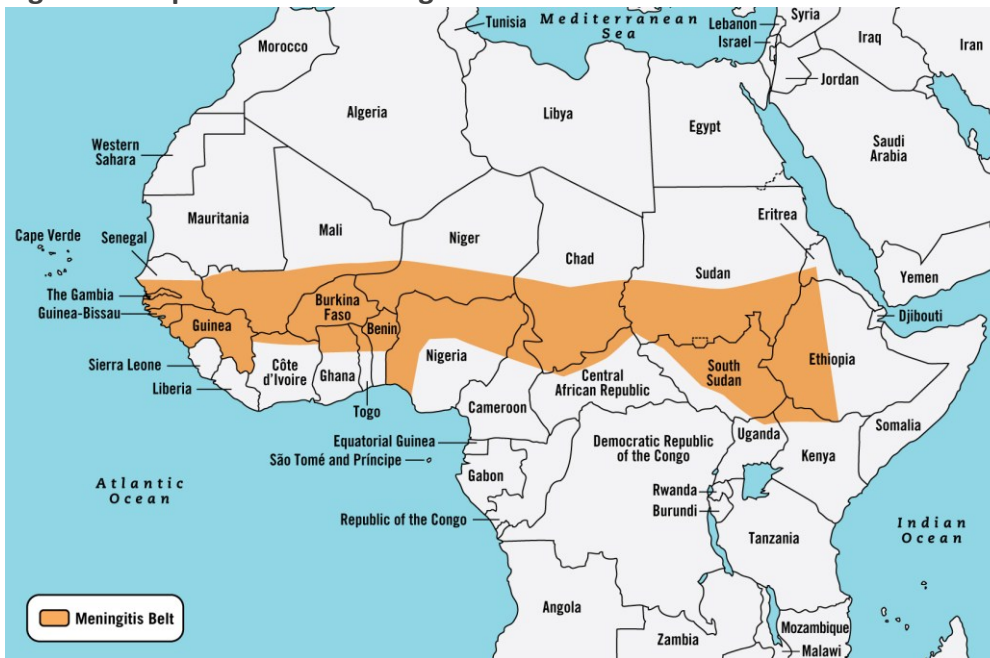 Mediterranean
Sea
Tunisia
Lebanon
Syria
Israel
Iraq
Iran
Morocco
Jordan
Algeria
Libya
Egypt
Western
Sahara
Saudi
Arabia
Mauritania
Mali
Niger
Chad
Sudan
Eritrea
Yemen
Cape Verde
Senegal
The Gambia
Guinea-Bissau
Guinea
Burkina
Faso
Benin
Djibouti
Nigeria
South
Sudan
Ethiopia
Sierra Leone
Liberia
Côte
d'Ivoire
Ghana
Togo
Central
African Republic
Cameroon
Somalia
Equatorial Guinea
São Tomé and Príncipe
Democratic Republic
of the Congo
Uganda
Kenya
Gabon
Atlantic
Ocean
Republic of the Congo
Rwanda
Burundi
Tanzania
Indian
Ocean
Angola
Zambia
Mozambique
Malawi
Meningitis Belt